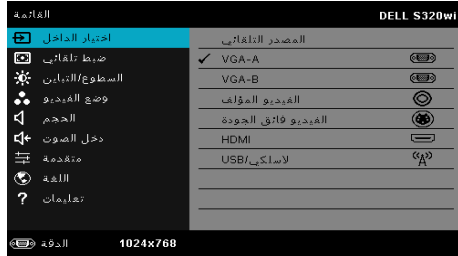 القائمة
DELL S320wi
اختيار الداخل
ضبط تلقائي
السطوع/التباين
وضع الفيديو
الحجم
دخل الصوت
متقدمة
اللغة
تعليمات
المصدر التلقائي
VGA-A
VGA-B
الفيديو المؤلف
الفيديو فائق الجودة
HDMI
لاسلكي/USB
الدقة 1024x768